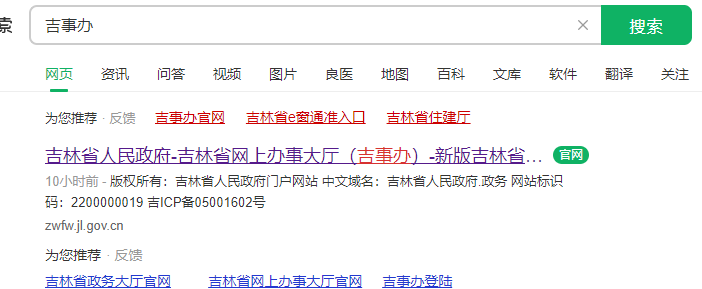 索 吉事办 × 搜索
网页 资讯 问答 视频 图片 良医 地图 百科 文库 软件 翻译 关注
为您推荐 · 反馈 吉事办官网 吉林省e窗通准入口 吉林省住建厅
吉林省人民政府-吉林省网上办事大厅（吉事办）-新版吉林省... 官网
10小时前 - 版权所有：吉林省人民政府门户网站 中文域名：吉林省人民政府.政务 网站标识
码：2200000019 吉ICP备05001602号
zwfw.jl.gov.cn
为您推荐 · 反馈
吉林省政务大厅官网 吉林省网上办事大厅官网 吉事办登陆